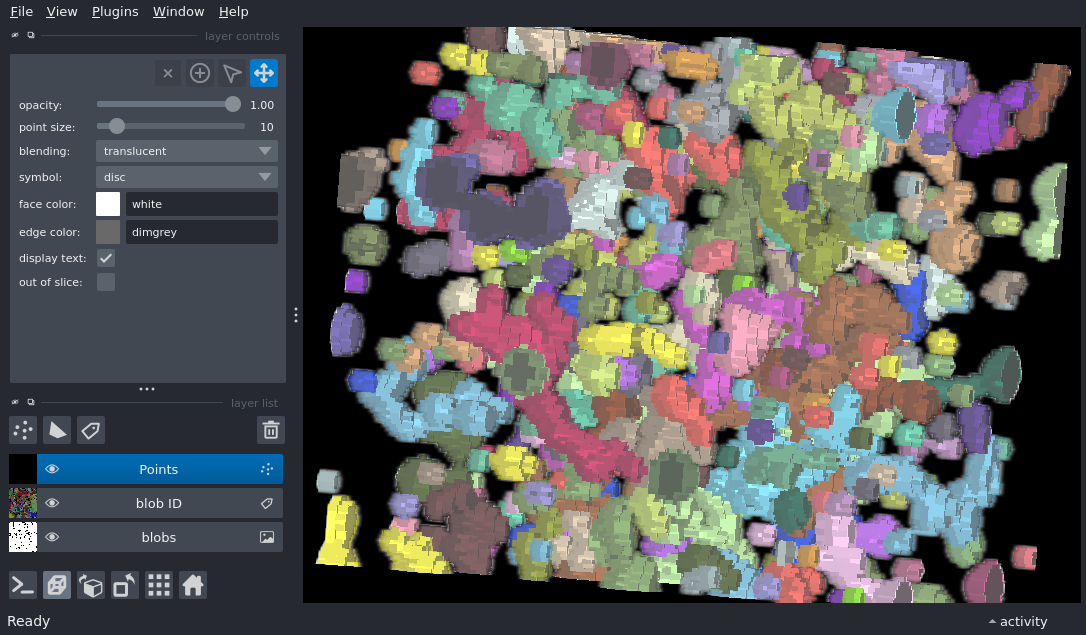 File View Plugins Window Help
layer controls
opacity: 1.00
point size: 10
blending: translucent
symbol: disc
face color: white
edge color: dimgrey
display text:
out of slice:
layer list
Points
blob ID
blobs
Ready
activity